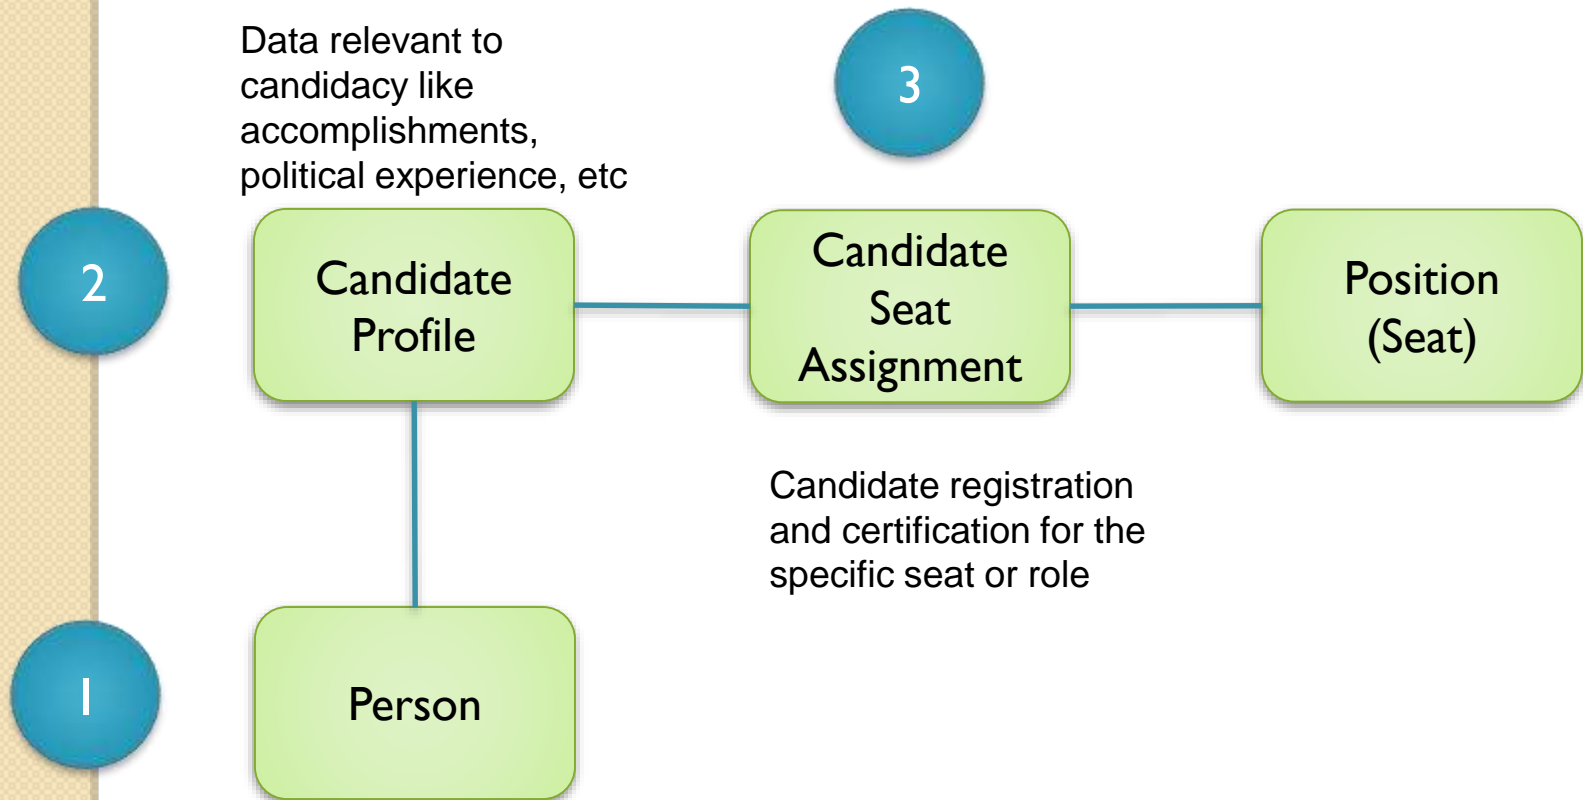 Data relevant to
candidacy like
accomplishments,
political experience, etc
3
2
Candidate
Profile
Candidate
Seat
Assignment
Position
(Seat)
Candidate registration
and certification for the
specific seat or role
1
Person